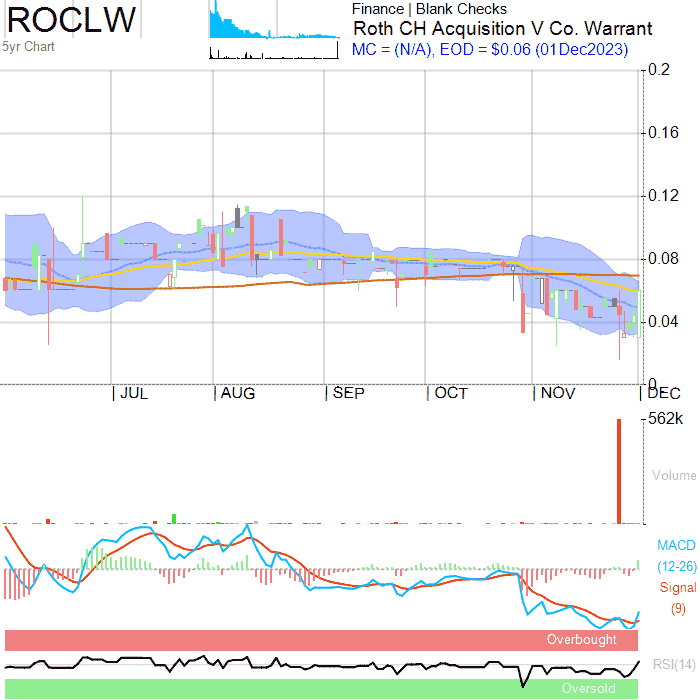 ROCLW
5yr Chart
Finance | Blank Checks
Roth CH Acquisition V Co. Warrant
MC = (N/A), EOD = $0.06 (01Dec2023)
0.2
0.16
0.12
0.08
0.04
0
JUL
AUG
SEP
OCT
NOV
DEC
562k
Volume
MACD
(12-26)
Signal
(9)
Overbought
RSI(14)
Oversold